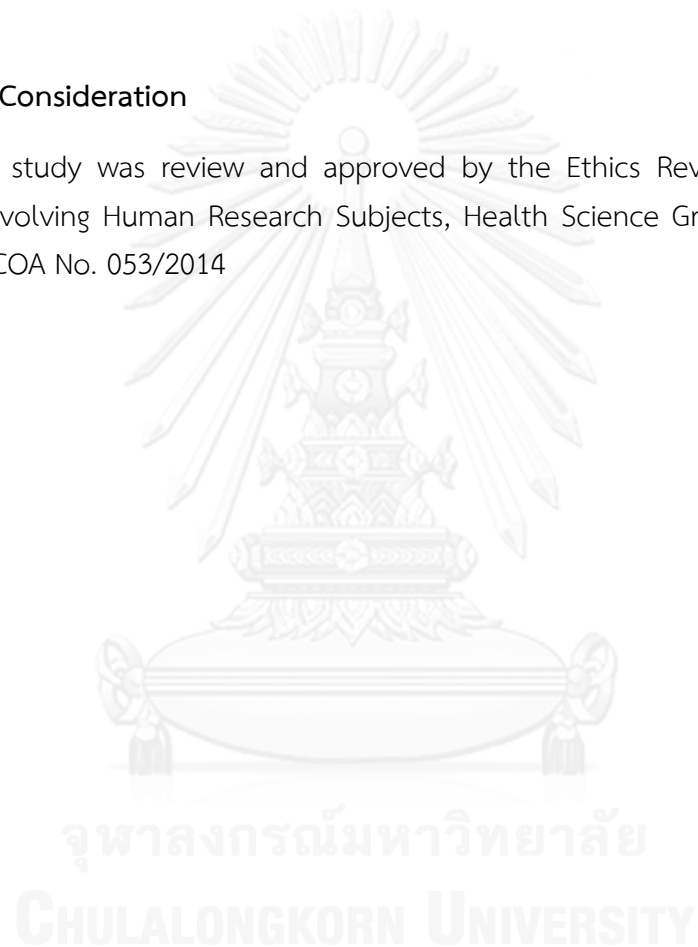 Consideration
study was review and approved by the Ethics Rev
volving Human Research Subjects, Health Science Gr
COA No. 053/2014
จุฬาลงกรณ์มหาวิทยาลัย
CHULALONGKORN UNIVERSITY